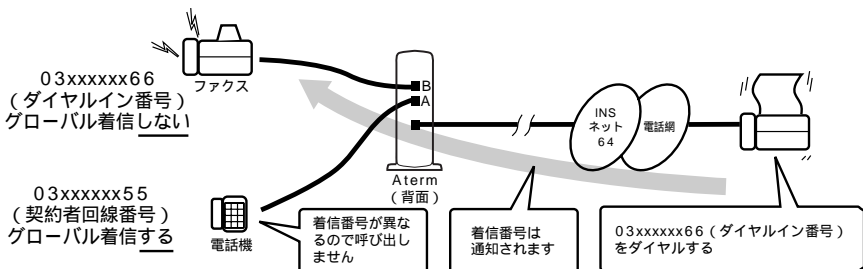 03xxxxxx66
（ダイヤルイン番号）
グローバル着信しない
ファクス
B
A
Aterm
（背面）
INS
ネット
64
電話網
03xxxxxx55
（契約者回線番号）
グローバル着信する
電話機
着信番号が異な
るので呼び出し
ません
着信番号は
通知されます
03xxxxxx66（ダイヤルイン番号）
をダイヤルする